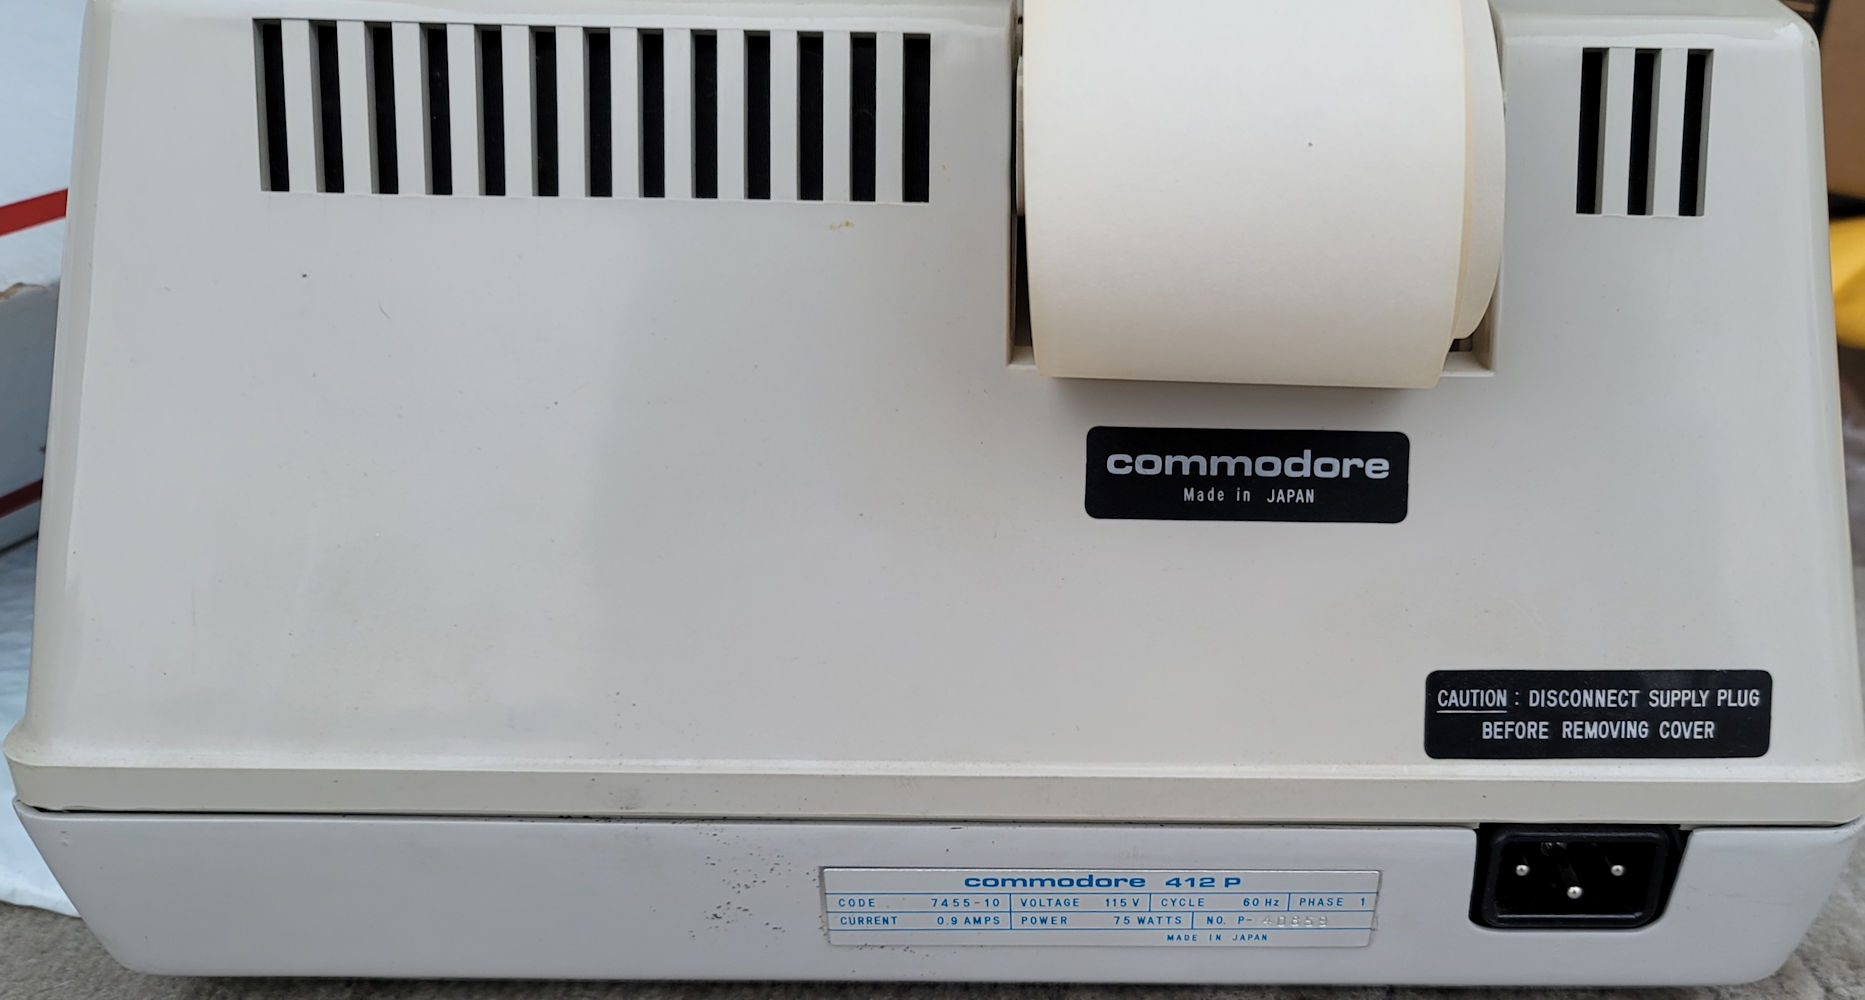 commodore
Made in JAPAN
CAUTION : DISCONNECT SUPPLY PLUG
BEFORE REMOVING COVER
commodore 412 P
CODE 7455-10 VOLTAGE 115 V CYCLE 60 Hz PHASE 1
CURRENT 0.9 AMPS POWER 75 WATTS NO. P-
MADE IN JAPAN